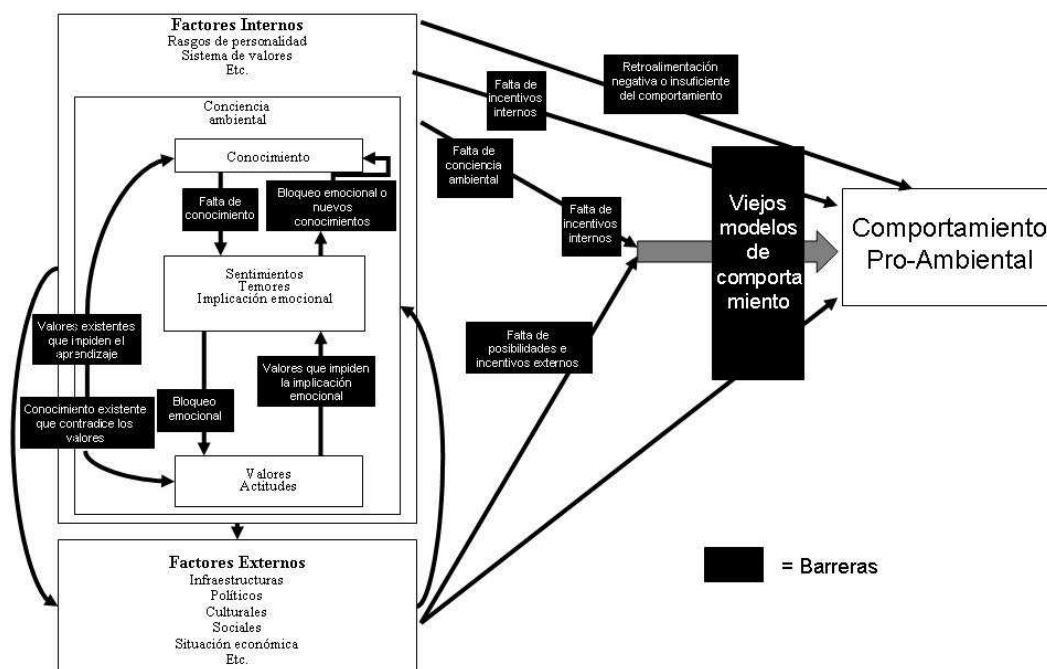 Factores Internos
Rasgos de personalidad
Sistema de valores
Etc.
Conciencia
ambiental
Conocimiento
Falta de
conocimiento
Bloqueo emocional o
nuevos
conocimientos
Sentimientos
Temores
Implicación emocional
Valores existentes
que impiden el
aprendizaje
Valores que impiden
la implicación
emocional
Bloqueo
emocional
Conocimiento existente
que contradice los
valores
Valores
Actitudes
Factores Externos
Infraestructuras
Políticos
Culturales
Sociales
Situación económica
Etc.
Retroalimentación
negativa o insuficiente
del comportamiento
Falta de
incentivos
internos
Falta de
conciencia
ambiental
Falta de
incentivos
internos
Falta de
posibilidades e
incentivos externos
Viejos
modelos
de
comporta
miento
Comportamiento
Pro-Ambiental
= Barreras